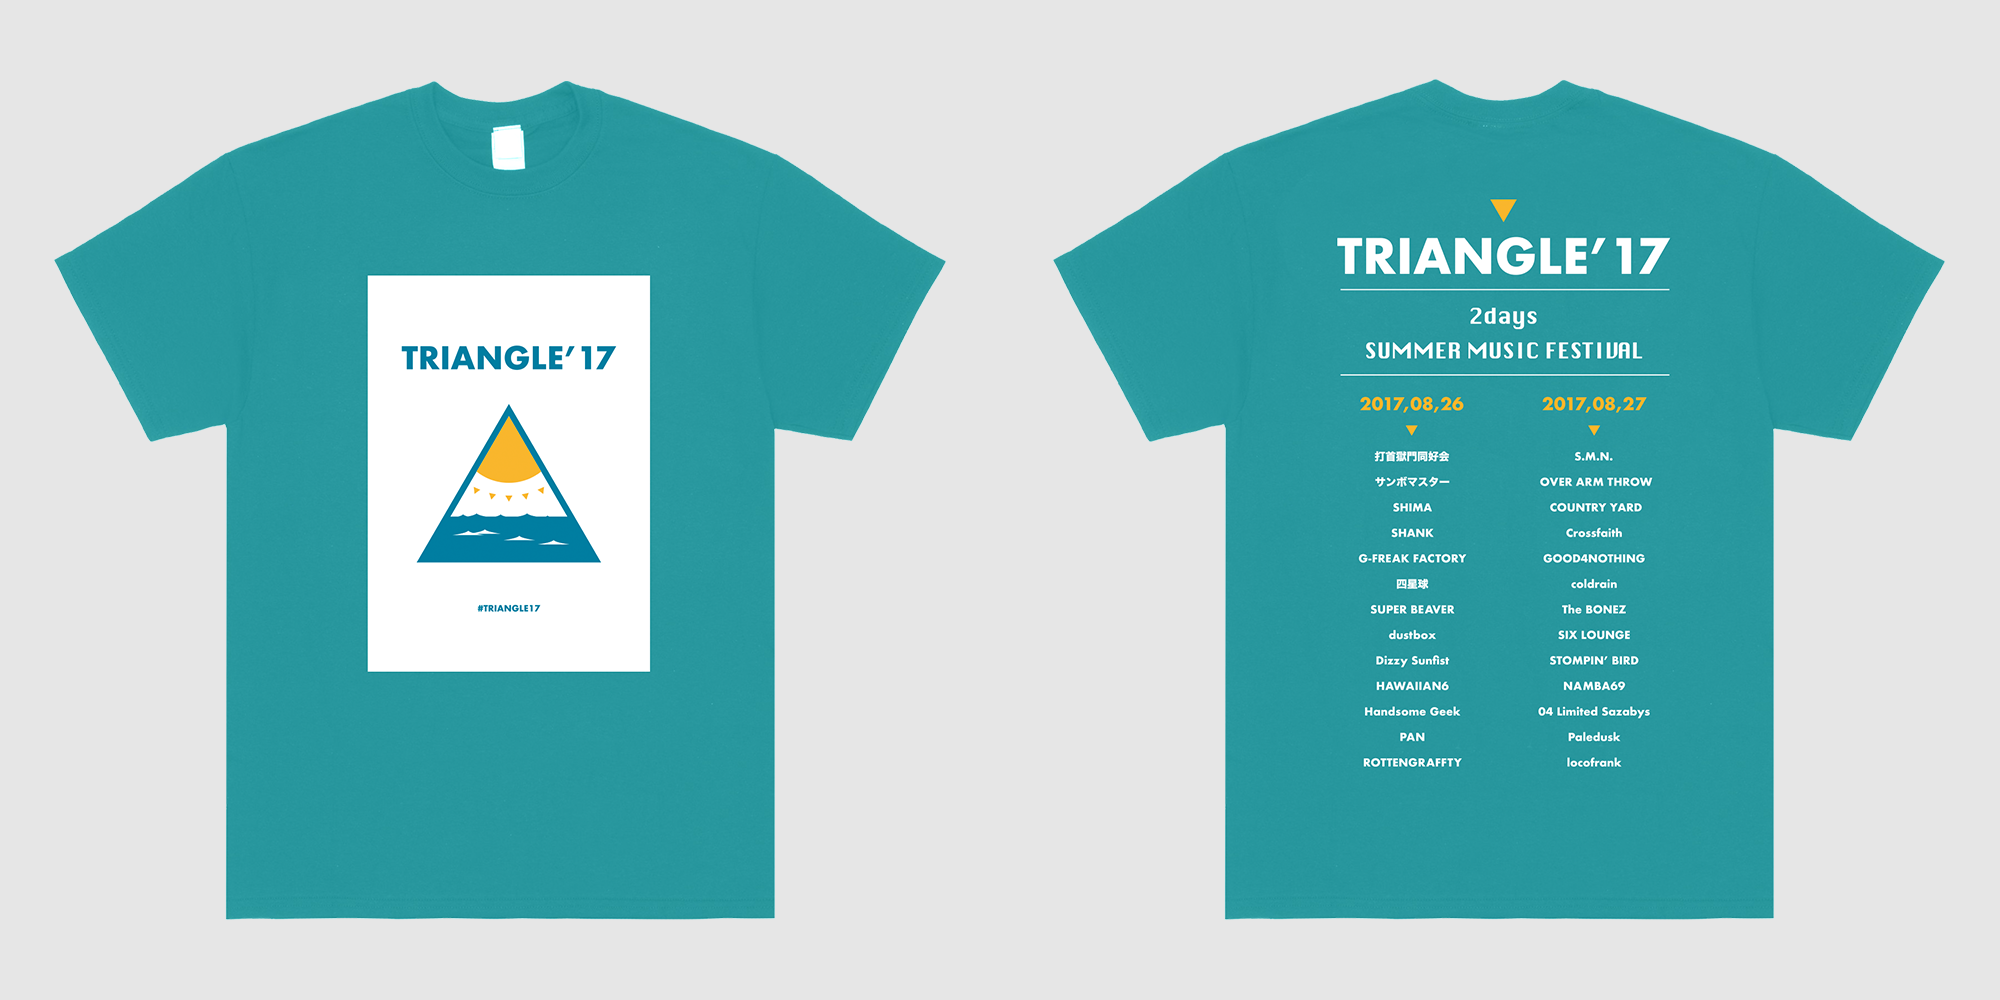 TRIANGLE'17
#TRIANGLE17
TRIANGLE'17
2days
SUMMER MUSIC FESTIVAL
2017,08,26
打首獄門同好会
サンボマスター
SHIMA
SHANK
G-FREAK FACTORY
四星球
SUPER BEAVER
dustbox
Dizzy Sunfist
HAWAIIAN6
Handsome Geek
PAN
ROTTENGRAFFTY
2017,08,27
S.M.N.
OVER ARM THROW
COUNTRY YARD
Crossfaith
GOOD4NOTHING
coldrain
The BONEZ
SIX LOUNGE
STOMPIN' BIRD
NAMBA69
04 Limited Sazabys
Paledusk
locofrank